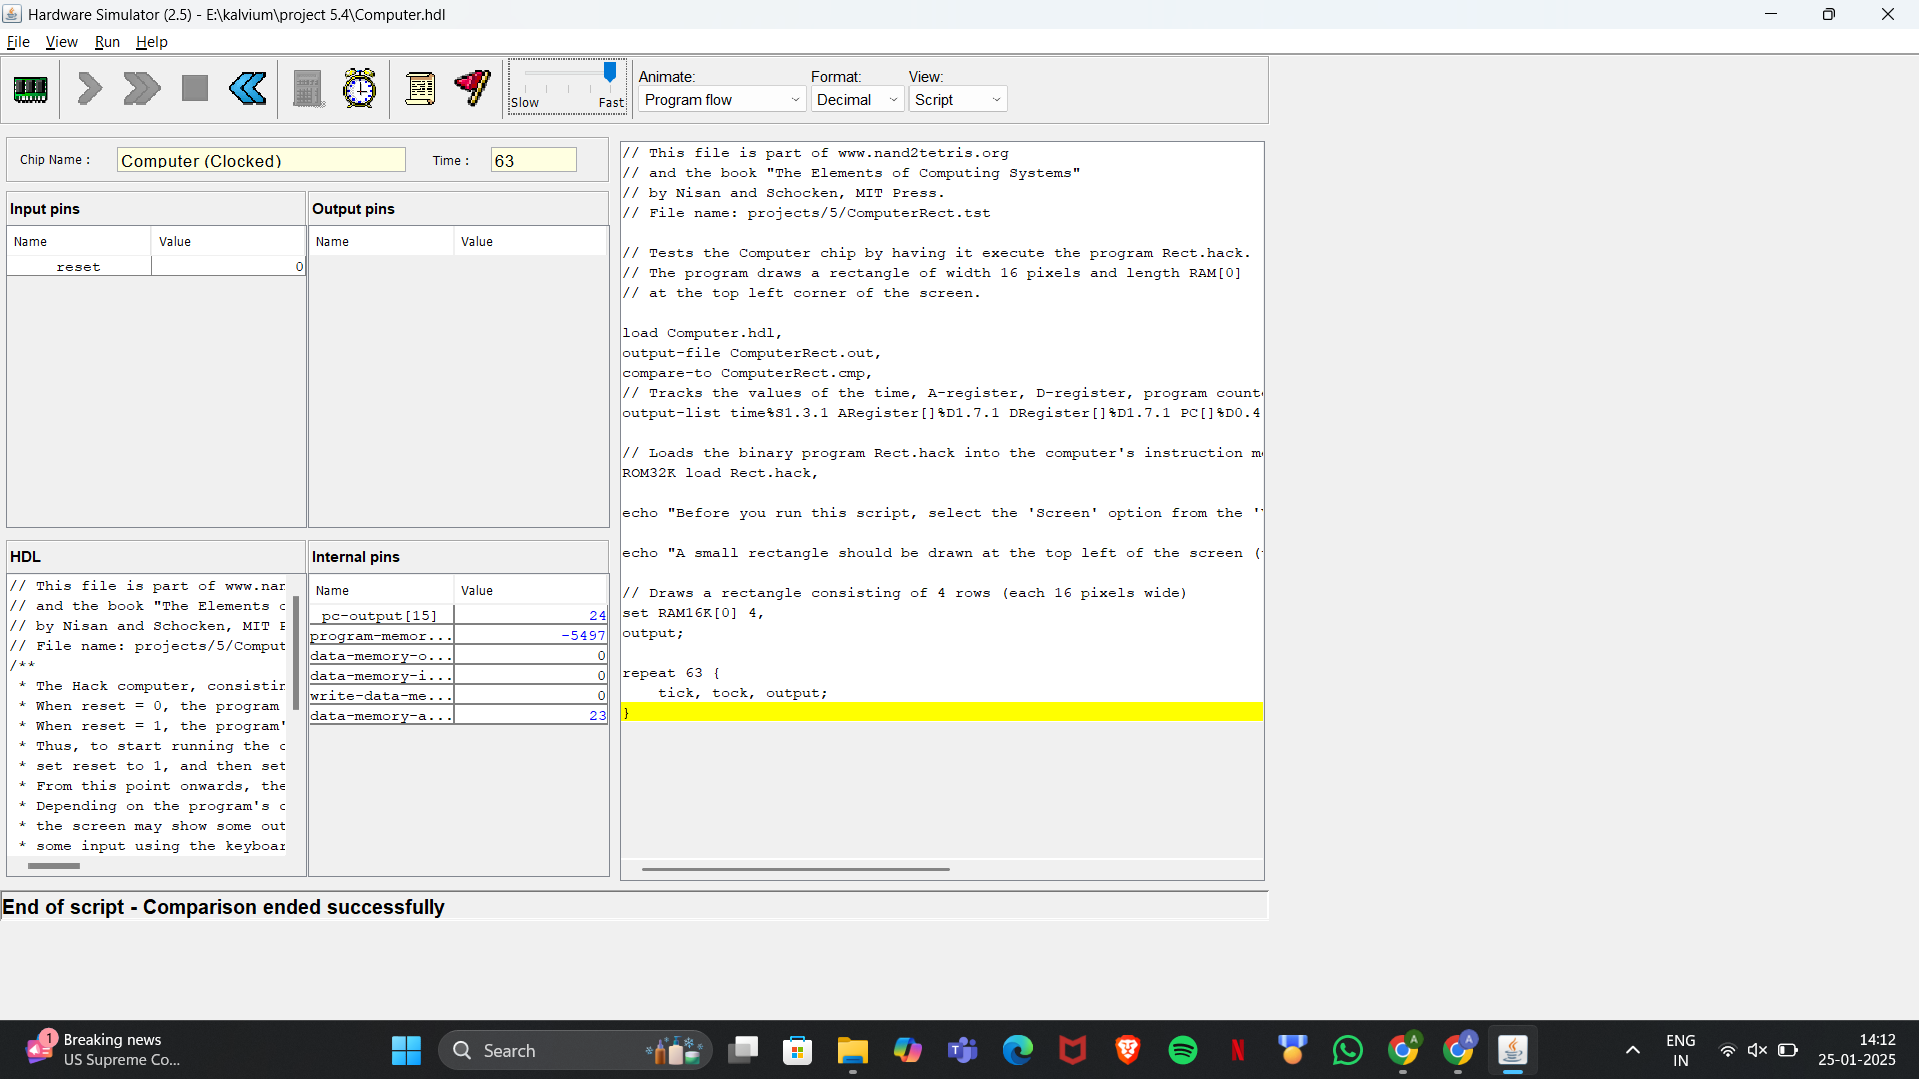 Hardware Simulator (2.5) - E:\kalvium\project 5.4\Computer.hdl
File View Run Help
Slow Fast
Animate: Format: View:
Program flow Decimal Script
Chip Name : Computer (Clocked) Time : 63
Input pins
Name Value
reset 0
Output pins
Name Value
HDL
// This file is part of www.nan
// and the book "The Elements
// by Nisan and Schocken, MIT
// File name: projects/5/Comput
/**
* The Hack computer, consistin
* When reset = 0, the program
* When reset = 1, the program'
* Thus, to start running the
* set reset to 1, and then set
* From this point onwards, the
* Depending on the program's
* the screen may show some out
* some input using the keyboar
Internal pins
Name Value
pc-output[15] 24
program-memor... -5497
data-memory-o... 0
data-memory-i... 0
write-data-me... 0
data-memory-a... 23
// This file is part of www.nand2tetris.org
// and the book "The Elements of Computing Systems"
// by Nisan and Schocken, MIT Press.
// File name: projects/5/ComputerRect.tst
// Tests the Computer chip by having it execute the program Rect.hack.
// The program draws a rectangle of width 16 pixels and length RAM[0]
// at the top left corner of the screen.
load Computer.hdl,
output-file ComputerRect.out,
compare-to ComputerRect.cmp,
// Tracks the values of the time, A-register, D-register, program count
output-list time%S1.3.1 ARegister[]%D1.7.1 DRegister[]%D1.7.1 PC[]%D0.4
// Loads the binary program Rect.hack into the computer's instruction m
ROM32K load Rect.hack,
echo "Before you run this script, select the 'Screen' option from the '
echo "A small rectangle should be drawn at the top left of the screen (
// Draws a rectangle consisting of 4 rows (each 16 pixels wide)
set RAM16K[0] 4,
output;
repeat 63 {
tick, tock, output;
}
End of script - Comparison ended successfully
1
Breaking news
US Supreme Co...
Search
A
A
ENG
IN
14:12
25-01-2025